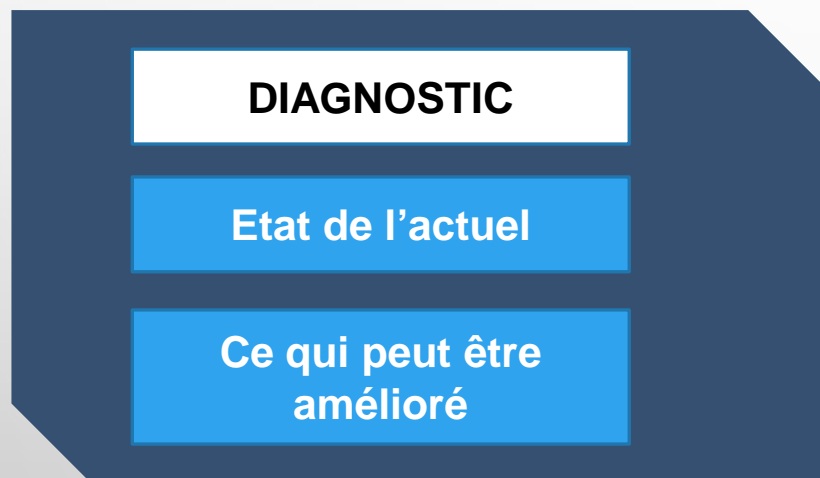 DIAGNOSTIC
Etat de l’actuel
Ce qui peut être
amélioré